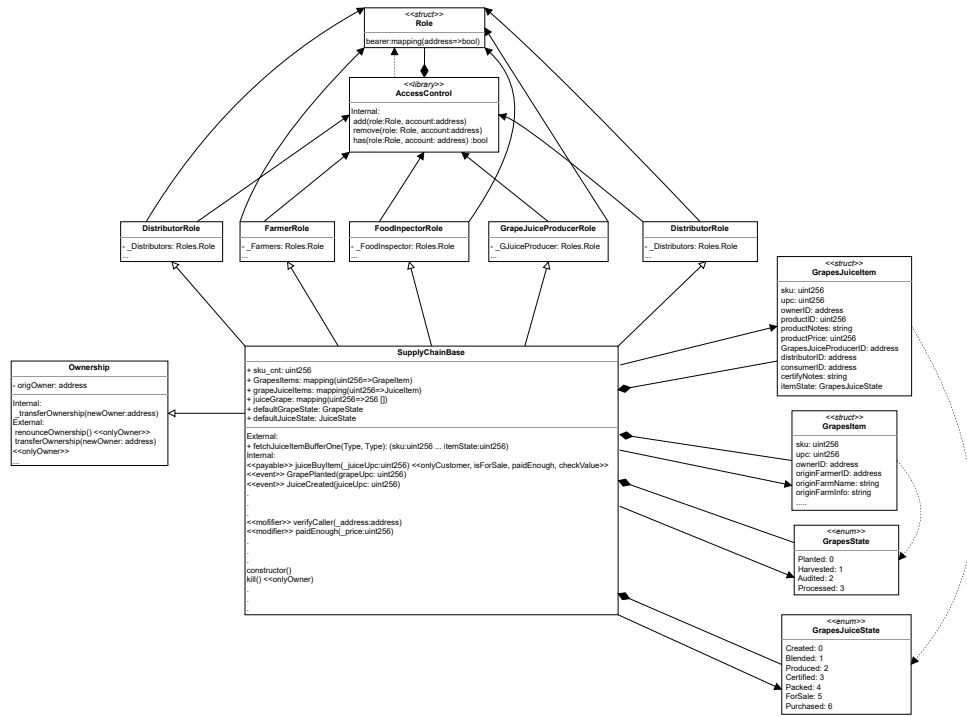 <<struct>>
Role
bearer:mapping(address=>bool)
<<library>>
AccessControl
Internal:
add(role:Role, account:address)
remove(role: Role, account:address)
has(role:Role, account: address) :bool
DistributorRole
- _Distributors: Roles.Role
...
FarmerRole
- _Farmers: Roles.Role
...
FoodInpectorRole
- _FoodInspector: Roles.Role
...
GrapeJuiceProducerRole
- _GJuiceProducer: Roles.Role
...
DistributorRole
- _Distributors: Roles.Role
...
<<struct>>
GrapesJuiceItem
sku: uint256
upc: uint256
ownerID: address
productID: uint256
productNotes: string
productPrice: uint256
GrapesJuiceProducerID: address
distributorID: address
consumerID: address
certifyNotes: string
itemState: GrapesJuiceState
Ownership
- origOwner: address
Internal:
_transferOwnership(newOwner:address)
External:
renounceOwnership() <<onlyOwner>>
transferOwnership(newOwner: address)
<<onlyOwner>>
...
SupplyChainBase
+ sku_cnt: uint256
+ GrapesItems: mapping(uint256=>GrapeItem)
+ grapeJuiceItems: mapping(uint256=>JuiceItem)
+ juiceGrape: mapping(uint256=>256 [])
+ defaultGrapeState: GrapeState
+ defaultJuiceState: JuiceState
External:
+ fetchJuiceItemBufferOne(Type, Type): (sku:uint256 ... itemState:uint256)
Internal:
<<payable>> juiceBuyItem(_juiceUpc:uint256) <<onlyCustomer, isForSale, paidEnough, checkValue>>
<<event>> GrapePlanted(grapeUpc: uint256)
<<event>> JuiceCreated(juiceUpc: uint256)
.
.
.
<<mofifier>> verifyCaller(_address:address)
<<modifier>> paidEnough(_price:uint256)
.
.
.
constructor()
kill() <<onlyOwner)
.
.
.
<<struct>>
GrapesItem
sku: uint256
upc: uint256
ownerID: address
originFarmerID: address
originFarmName: string
originFarmInfo: string
.....
<<enum>>
GrapesState
Planted: 0
Harvested: 1
Audited: 2
Processed: 3
<<enum>>
GrapesJuiceState
Created: 0
Blended: 1
Produced: 2
Certified: 3
Packed: 4
ForSale: 5
Purchased: 6